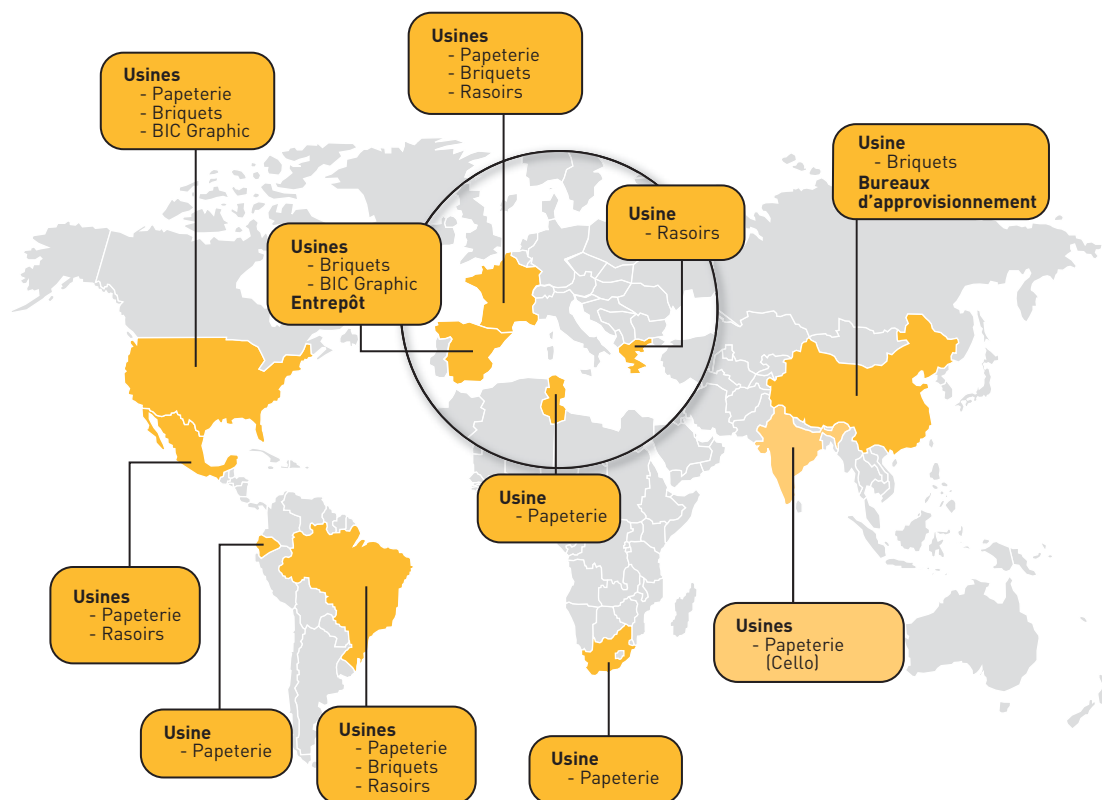 Usines
- Papeterie
- Briquets
- Rasoirs
Usines
- Papeterie
- Briquets
- BIC Graphic
Usine
- Briquets
Bureaux
d’approvisionnement
Usine
- Rasoirs
Usines
- Briquets
- BIC Graphic
Entrepôt
Usine
- Papeterie
Usines
- Papeterie
- Rasoirs
Usines
- Papeterie
(Cello)
Usine
- Papeterie
Usines
- Papeterie
- Briquets
- Rasoirs
Usine
- Papeterie